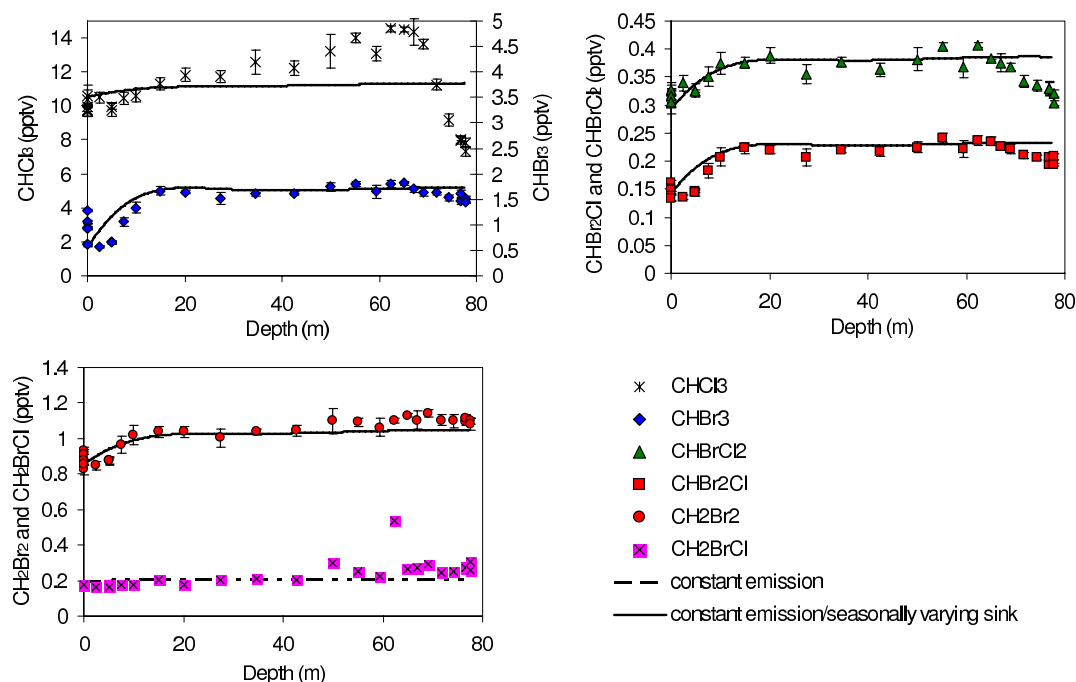 CHCl3 (pptv)
14
12
10
8
6
4
2
0
5
4.5
4
3.5
3
2.5
2
1.5
1
0.5
0
CHBr3 (pptv)
0 20 40 60 80
Depth (m)
CHBr2Cl and CHBrCl2 (pptv)
0.45
0.4
0.35
0.3
0.25
0.2
0.15
0.1
0.05
0
0 20 40 60 80
Depth (m)
CH2Br2 and CH2BrCl (pptv)
1.4
1.2
1
0.8
0.6
0.4
0.2
0
0 20 40 60 80
Depth (m)
CHCl3
CHBr3
CHBrCl2
CHBr2Cl
CH2Br2
CH2BrCl
constant emission
constant emission/seasonally varying sink